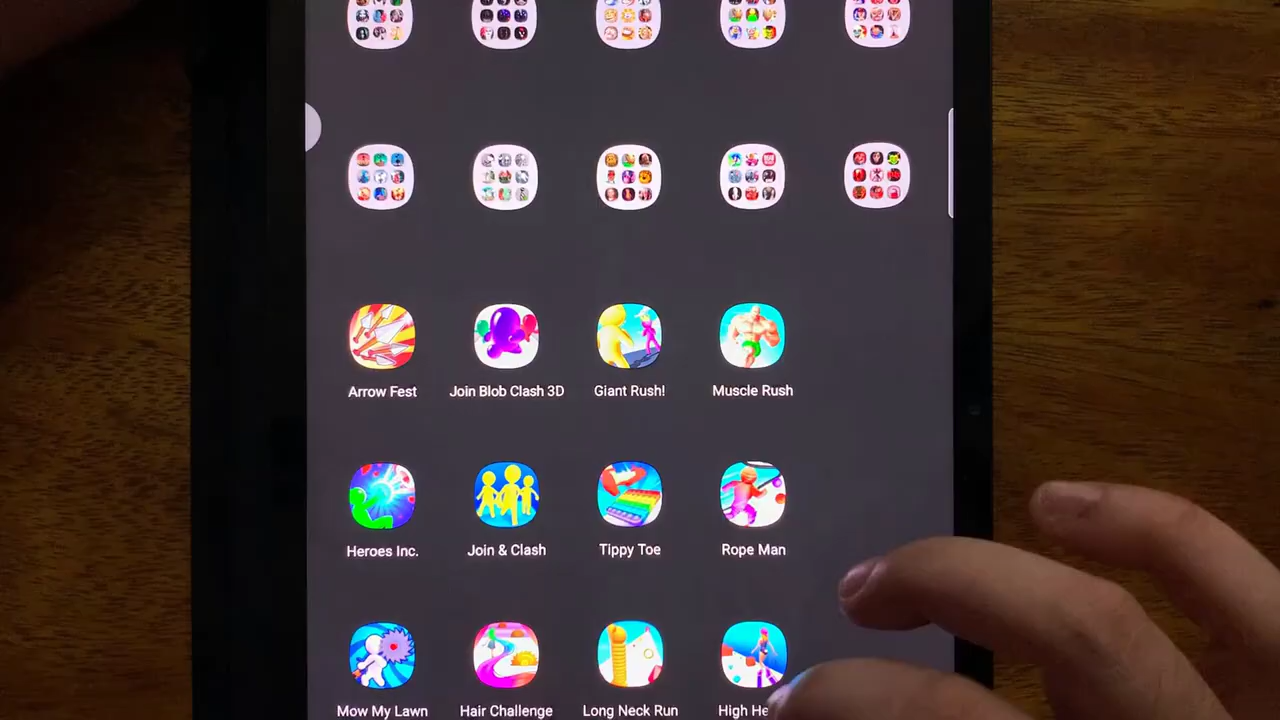 Arrow Fest
Join Blob Clash 3D
Giant Rush!
Muscle Rush
Heroes Inc.
Join & Clash
Tippy Toe
Rope Man
Mow My Lawn
Hair Challenge
Long Neck Run
High